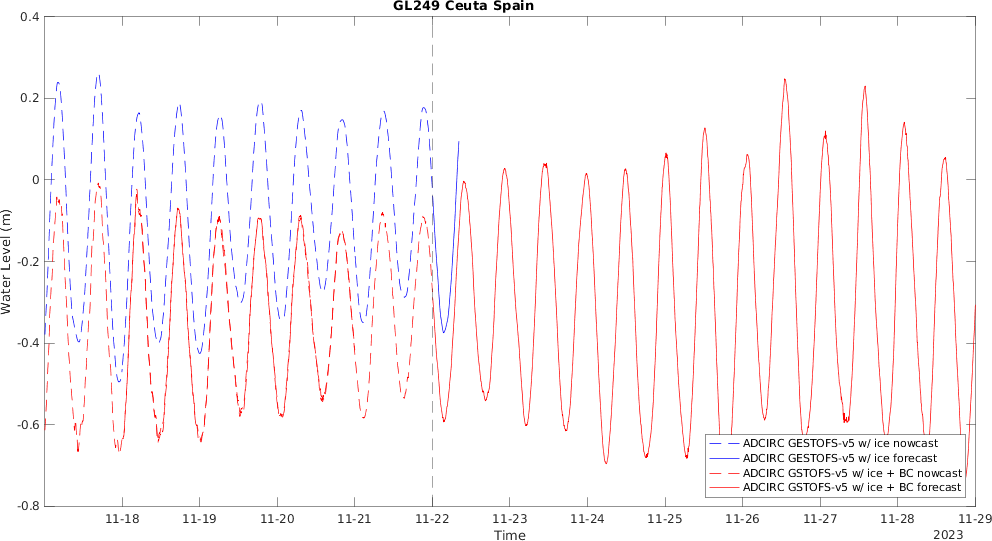 GL249 Ceuta Spain
0.4
0.2
0
-0.2
-0.4
-0.6
-0.8
Water Level (m)
ADCIRC GESTOFS-v5 w/ ice nowcast
ADCIRC GESTOFS-v5 w/ ice forecast
ADCIRC GSTOFS-v5 w/ ice + BC nowcast
ADCIRC GSTOFS-v5 w/ ice + BC forecast
11-18 11-19 11-20 11-21 11-22 11-23 11-24 11-25 11-26 11-27 11-28 11-29
Time
2023